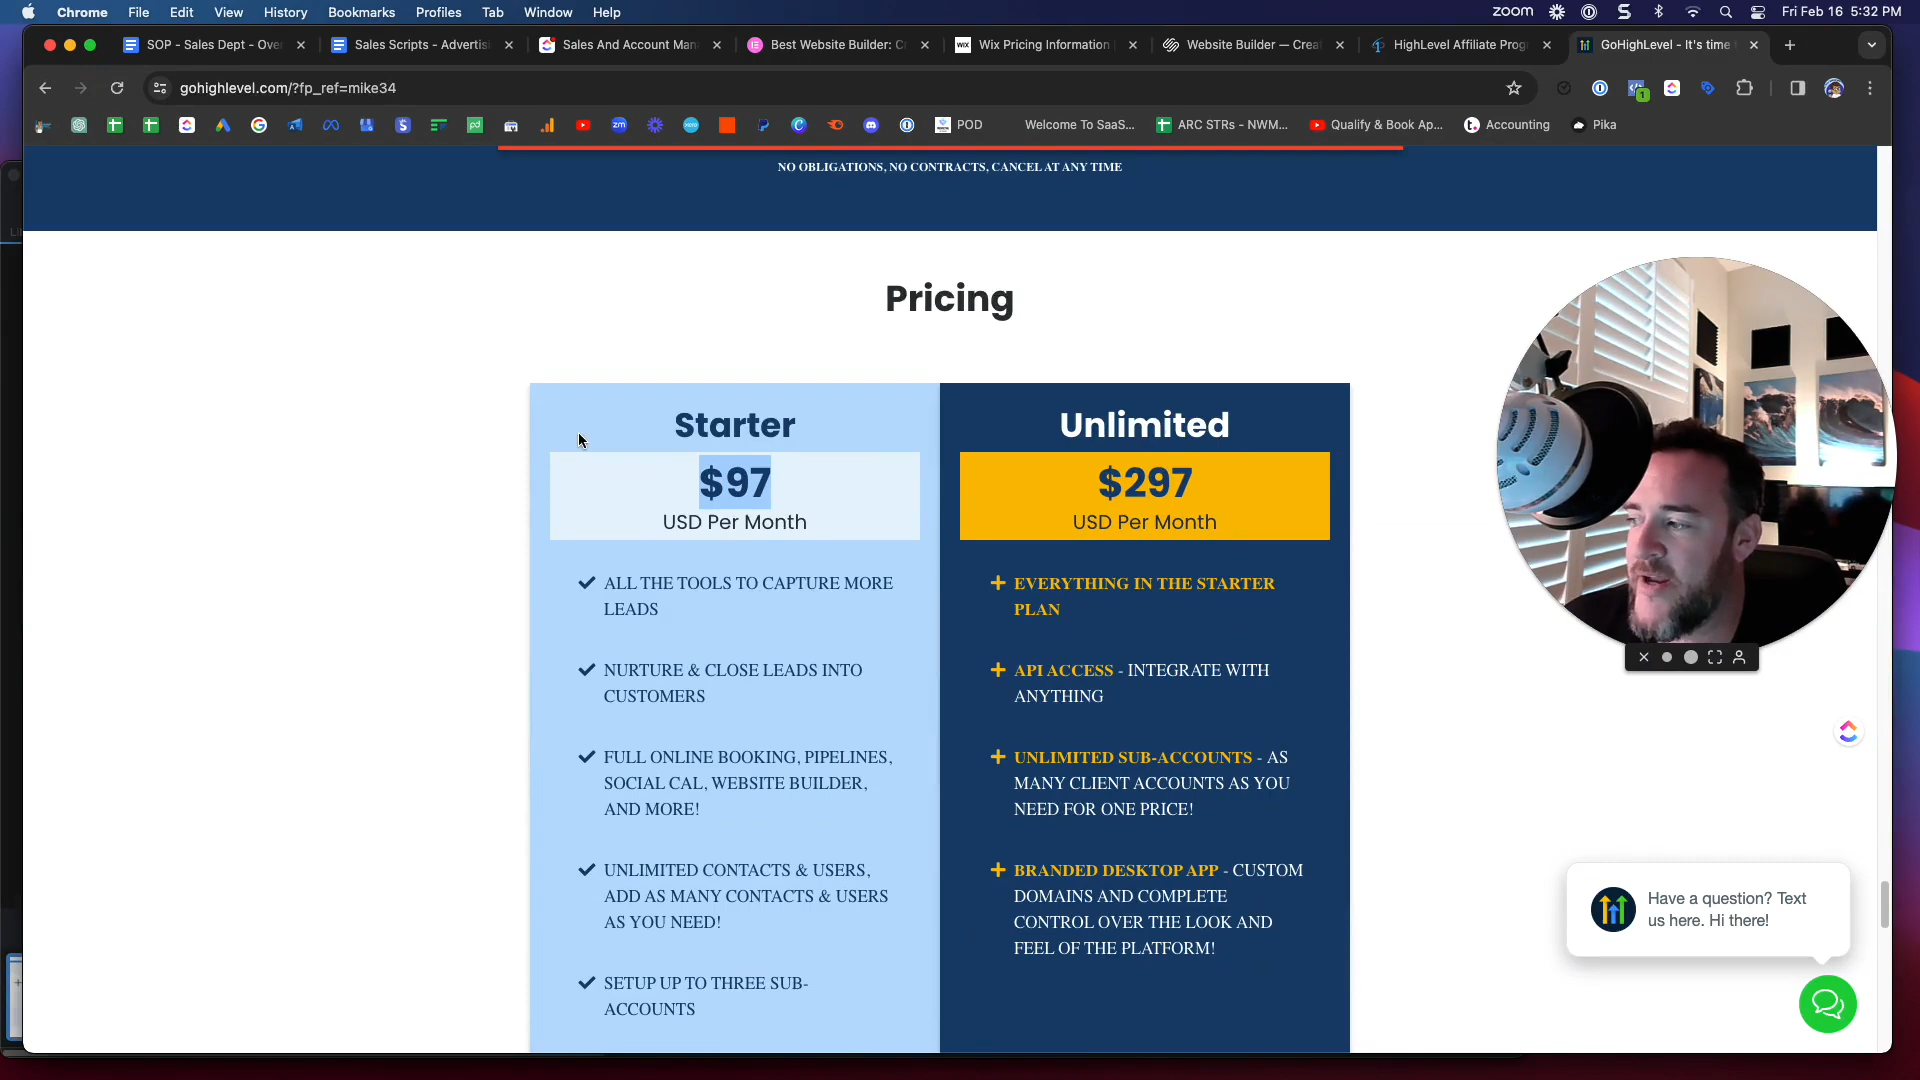 Chrome File Edit View History Bookmarks Profiles Tab Window Help zoom Fri Feb 16 5:32 PM
SOP - Sales Dept - Over Sales Scripts - Advertisi Sales And Account Man Best Website Builder: C Wix Pricing Information Website Builder — Creat HighLevel Affiliate Prog GoHighLevel - It's time
gohighlevel.com/?fp_ref=mike34
POD Welcome To SaaS... ARC STRs - NWM... Qualify & Book Ap... Accounting Pika
NO OBLIGATIONS, NO CONTRACTS, CANCEL AT ANY TIME
Pricing
Starter
$97
USD Per Month
ALL THE TOOLS TO CAPTURE MORE
LEADS
NURTURE & CLOSE LEADS INTO
CUSTOMERS
FULL ONLINE BOOKING, PIPELINES,
SOCIAL CAL, WEBSITE BUILDER,
AND MORE!
UNLIMITED CONTACTS & USERS,
ADD AS MANY CONTACTS & USERS
AS YOU NEED!
SETUP UP TO THREE SUB-
ACCOUNTS
Unlimited
$297
USD Per Month
EVERYTHING IN THE STARTER
PLAN
API ACCESS - INTEGRATE WITH
ANYTHING
UNLIMITED SUB-ACCOUNTS - AS
MANY CLIENT ACCOUNTS AS YOU
NEED FOR ONE PRICE!
BRANDED DESKTOP APP - CUSTOM
DOMAINS AND COMPLETE
CONTROL OVER THE LOOK AND
FEEL OF THE PLATFORM!
Have a question? Text
us here. Hi there!